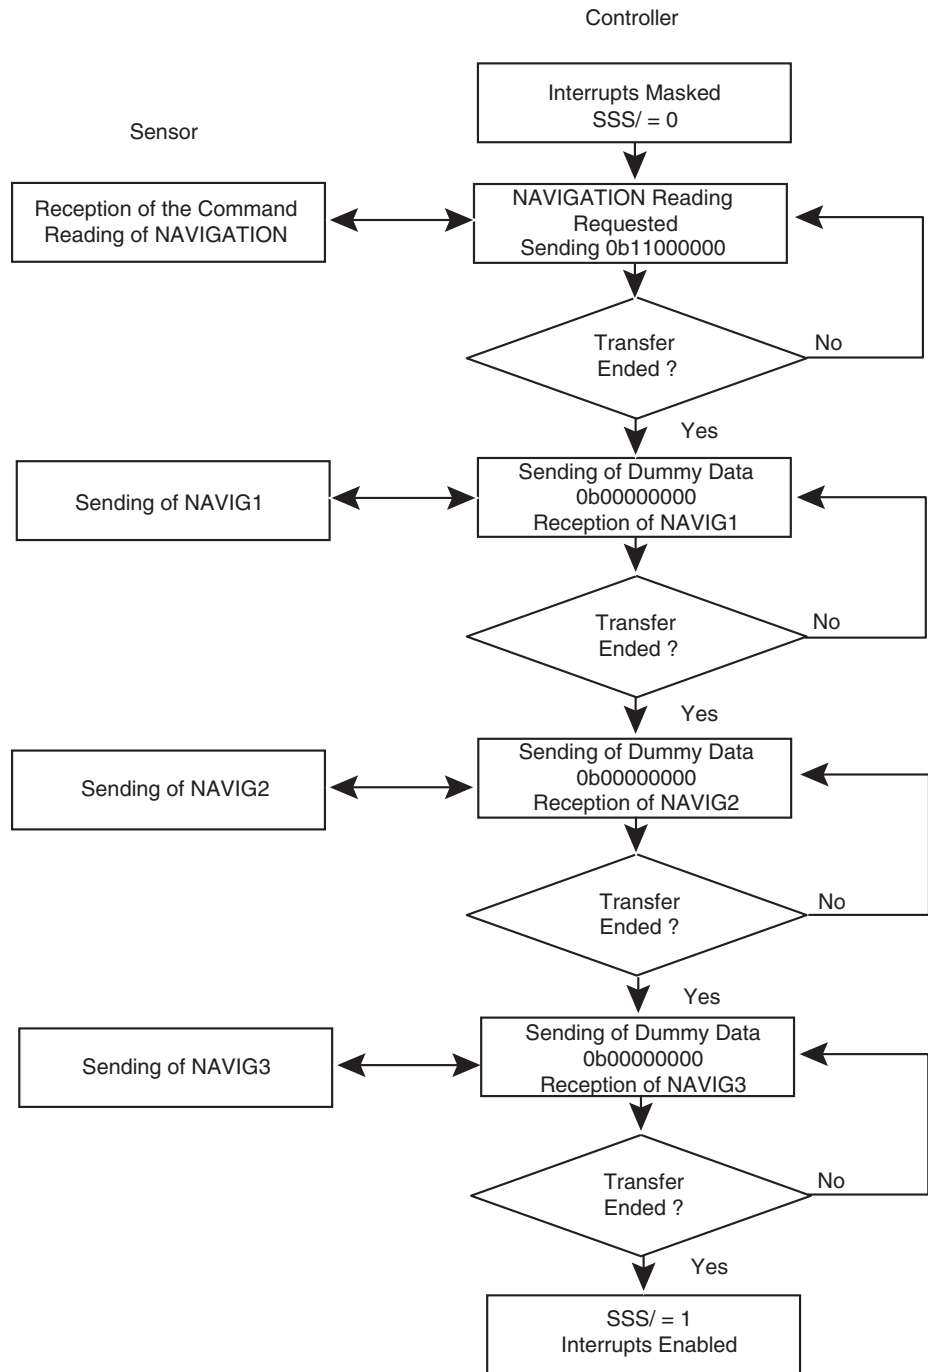 Controller
Interrupts Masked
SSS/ = 0
Sensor
Reception of the Command
Reading of NAVIGATION
NAVIGATION Reading
Requested
Sending 0b11000000
Transfer
Ended ?
No
Yes
Sending of NAVIG1
Sending of Dummy Data
0b00000000
Reception of NAVIG1
Transfer
Ended ?
No
Yes
Sending of NAVIG2
Sending of Dummy Data
0b00000000
Reception of NAVIG2
Transfer
Ended ?
No
Yes
Sending of NAVIG3
Sending of Dummy Data
0b00000000
Reception of NAVIG3
Transfer
Ended ?
No
Yes
SSS/ = 1
Interrupts Enabled